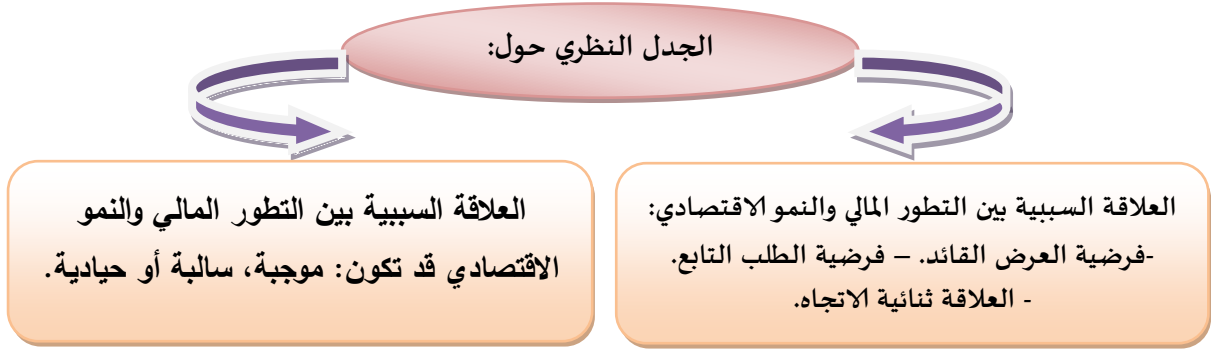 الجدل النظري حول:
العلاقة السببية بين التطور المالي والنمو الاقتصادي:
-فرضية العرض القائد. – فرضية الطلب التابع.
- العلاقة ثنائية الاتجاه.
العلاقة السببية بين التطور المالي والنمو
الاقتصادي قد تكون: موجبة، سالبة أو حيادية.